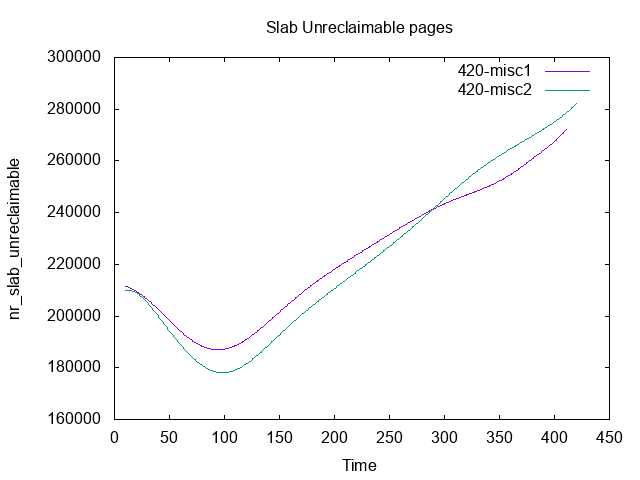 Slab Unreclaimable pages
300000
280000
260000
240000
220000
200000
180000
160000
nr_slab_unreclaimable
420-misc1
420-misc2
0 50 100 150 200 250 300 350 400 450
Time